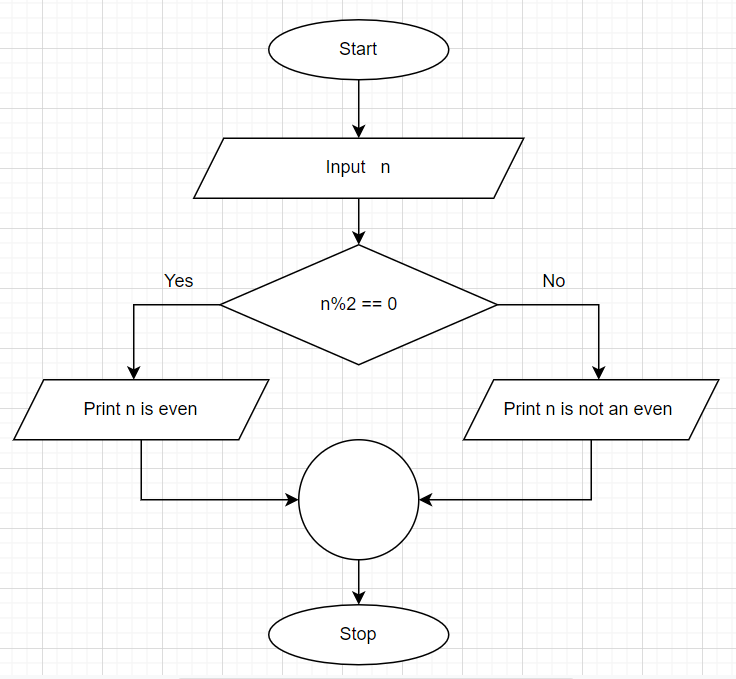 Start
Input n
n%2 == 0
Yes
No
Print n is even
Print n is not an even
Stop